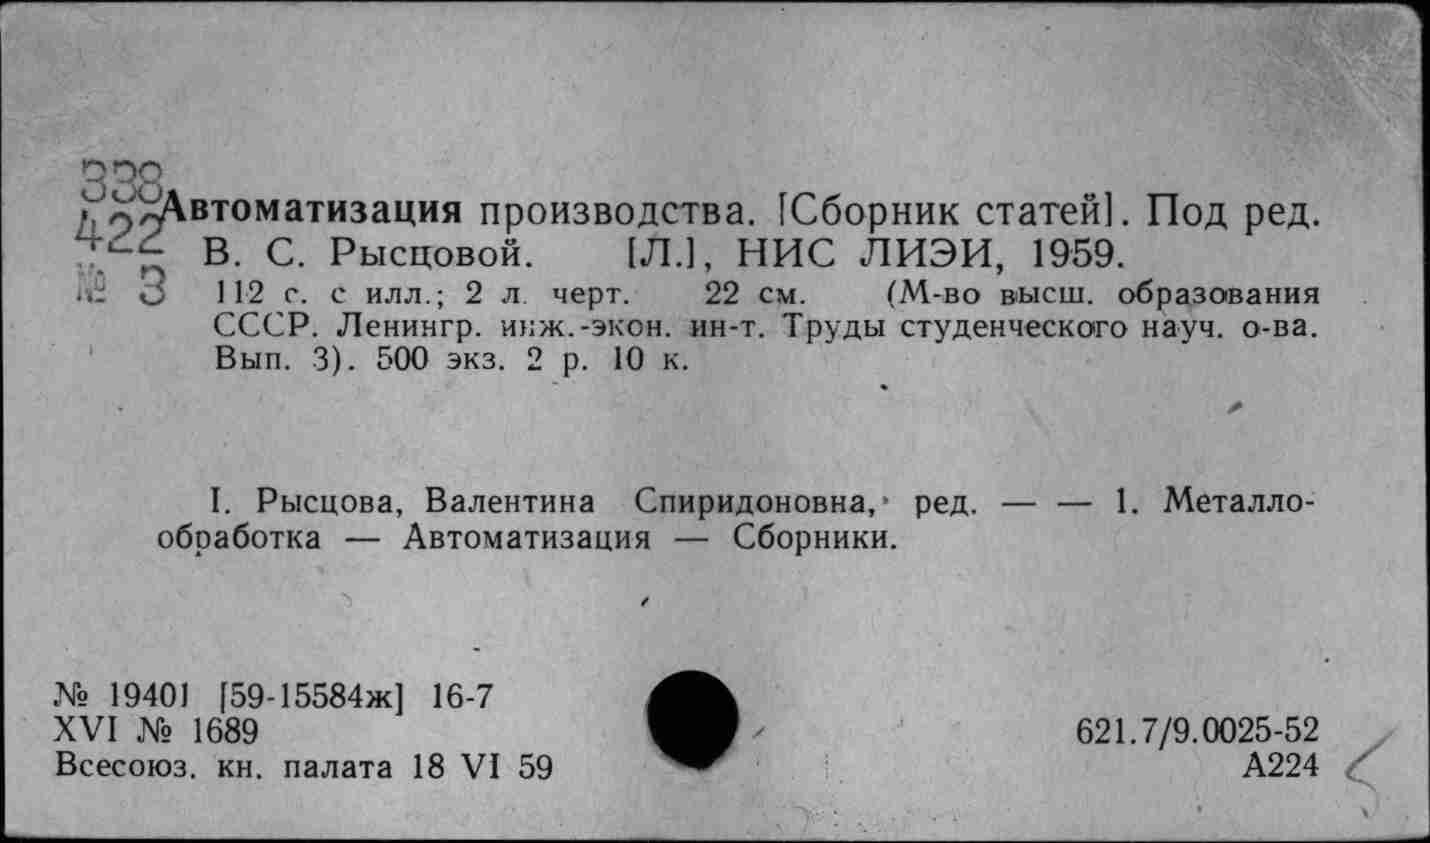 338
422
№ 3
Автоматизация производства. [Сборник статей]. Под ред.
В. С. Рысцовой. [Л.], НИС ЛИЭИ, 1959.
112 с. с илл.; 2 л. черт. 22 см. (М-во высш. образования
СССР. Ленингр. инж.-экон. ин-т. Труды студенческого науч. о-ва.
Вып. 3). 500 экз. 2 р. 10 к.
I. Рысцова, Валентина Спиридоновна, ред. — — 1. Металло-
обработка — Автоматизация — Сборники.
№ 19401 [59-15584ж] 16-7
XVI № 1689
Всесоюз. кн. палата 18 VI 59
621.7/9.0025-52
А224